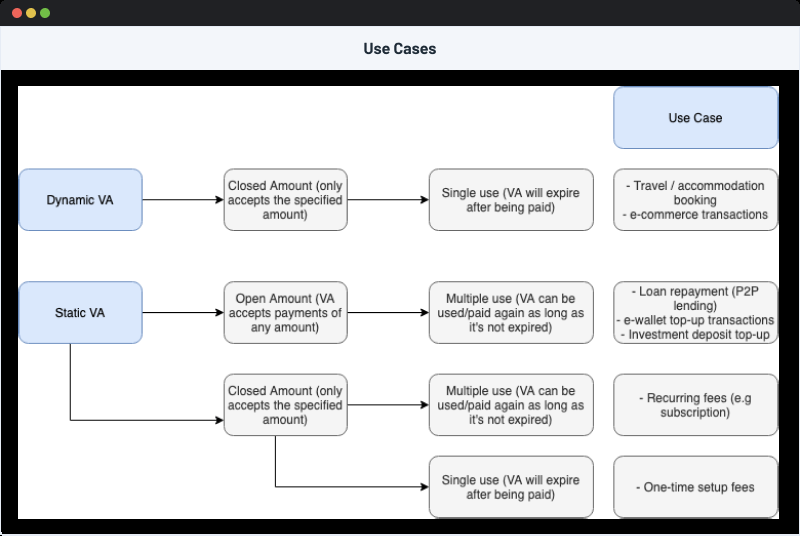 Use Cases
Use Case
Dynamic VA
Closed Amount (only
accepts the specified
amount)
Single use (VA will expire
after being paid)
- Travel / accommodation
booking
- e-commerce transactions
Static VA
Open Amount (VA
accepts payments of
any amount)
Multiple use (VA can be
used/paid again as long as
it's not expired)
- Loan repayment (P2P
lending)
- e-wallet top-up transactions
- Investment deposit top-up
Closed Amount (only
accepts the specified
amount)
Multiple use (VA can be
used/paid again as long as
it's not expired)
- Recurring fees (e.g
subscription)
Single use (VA will expire
after being paid)
- One-time setup fees